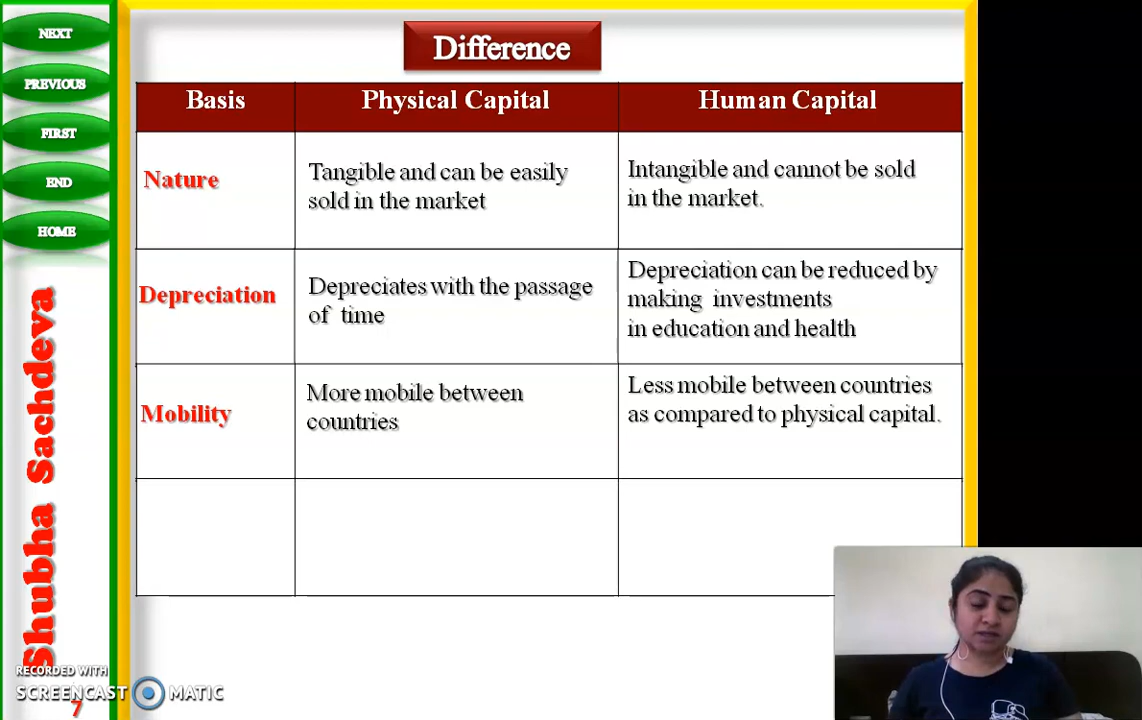 NEXT
PREVIOUS
FIRST
END
HOME
Shubha Sachdeva
Difference
Basis Physical Capital Human Capital
Nature
Tangible and can be easily
sold in the market
Intangible and cannot be sold
in the market.
Depreciation
Depreciates with the passage
of time
Depreciation can be reduced by
making investments
in education and health
Mobility
More mobile between
countries
Less mobile between countries
as compared to physical capital.
RECORDED WITH
SCREENCAST MATIC
7